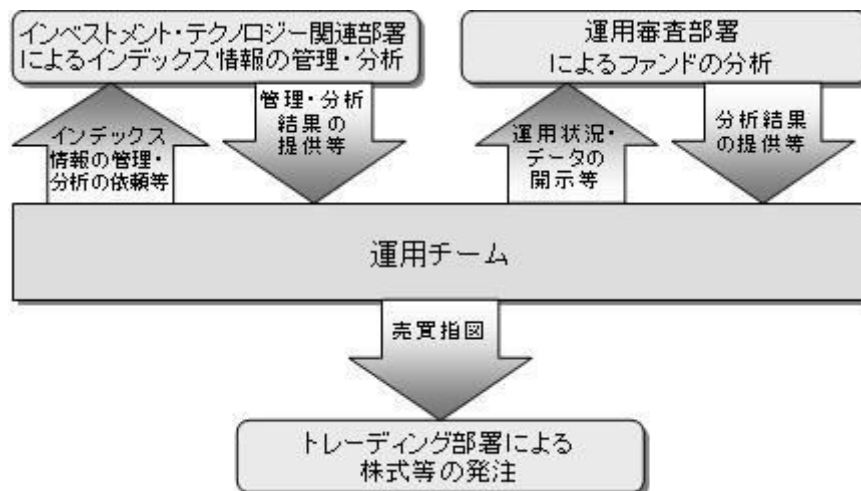 インベストメント・テクノロジー関連部署
によるインデックス情報の管理・分析
運用審査部署
によるファンドの分析
インデックス
情報の管理・
分析の依頼等
管理・分析
結果の
提供等
運用状況・
データの
開示等
分析結果
の提供等
運用チーム
売買指図
トレーディング部署による
株式等の発注